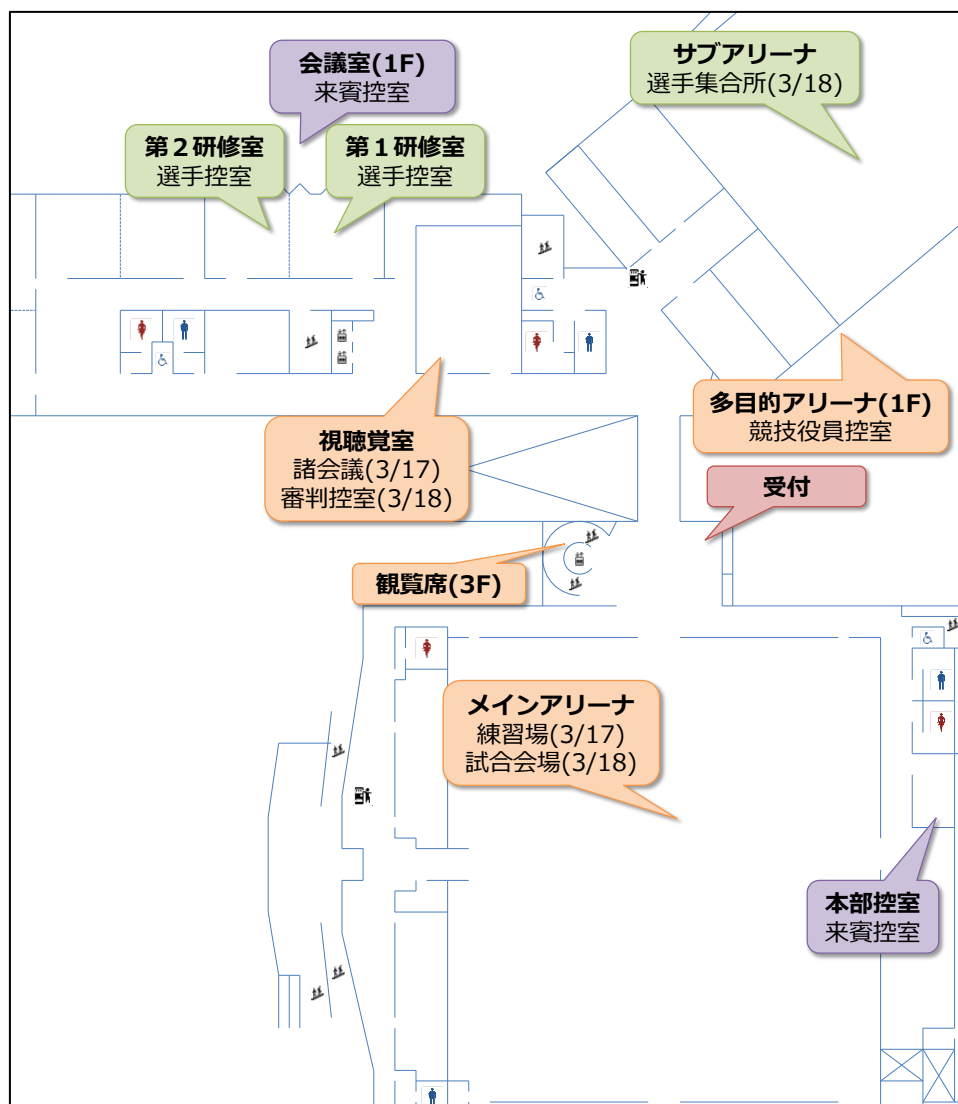 会議室(1F)
来賓控室
サブアリーナ
選手集合所(3/18)
第２研修室
選手控室
第１研修室
選手控室
多目的アリーナ(1F)
競技役員控室
視聴覚室
諸会議(3/17)
審判控室(3/18)
受付
観覧席(3F)
メインアリーナ
練習場(3/17)
試合会場(3/18)
本部控室
来賓控室